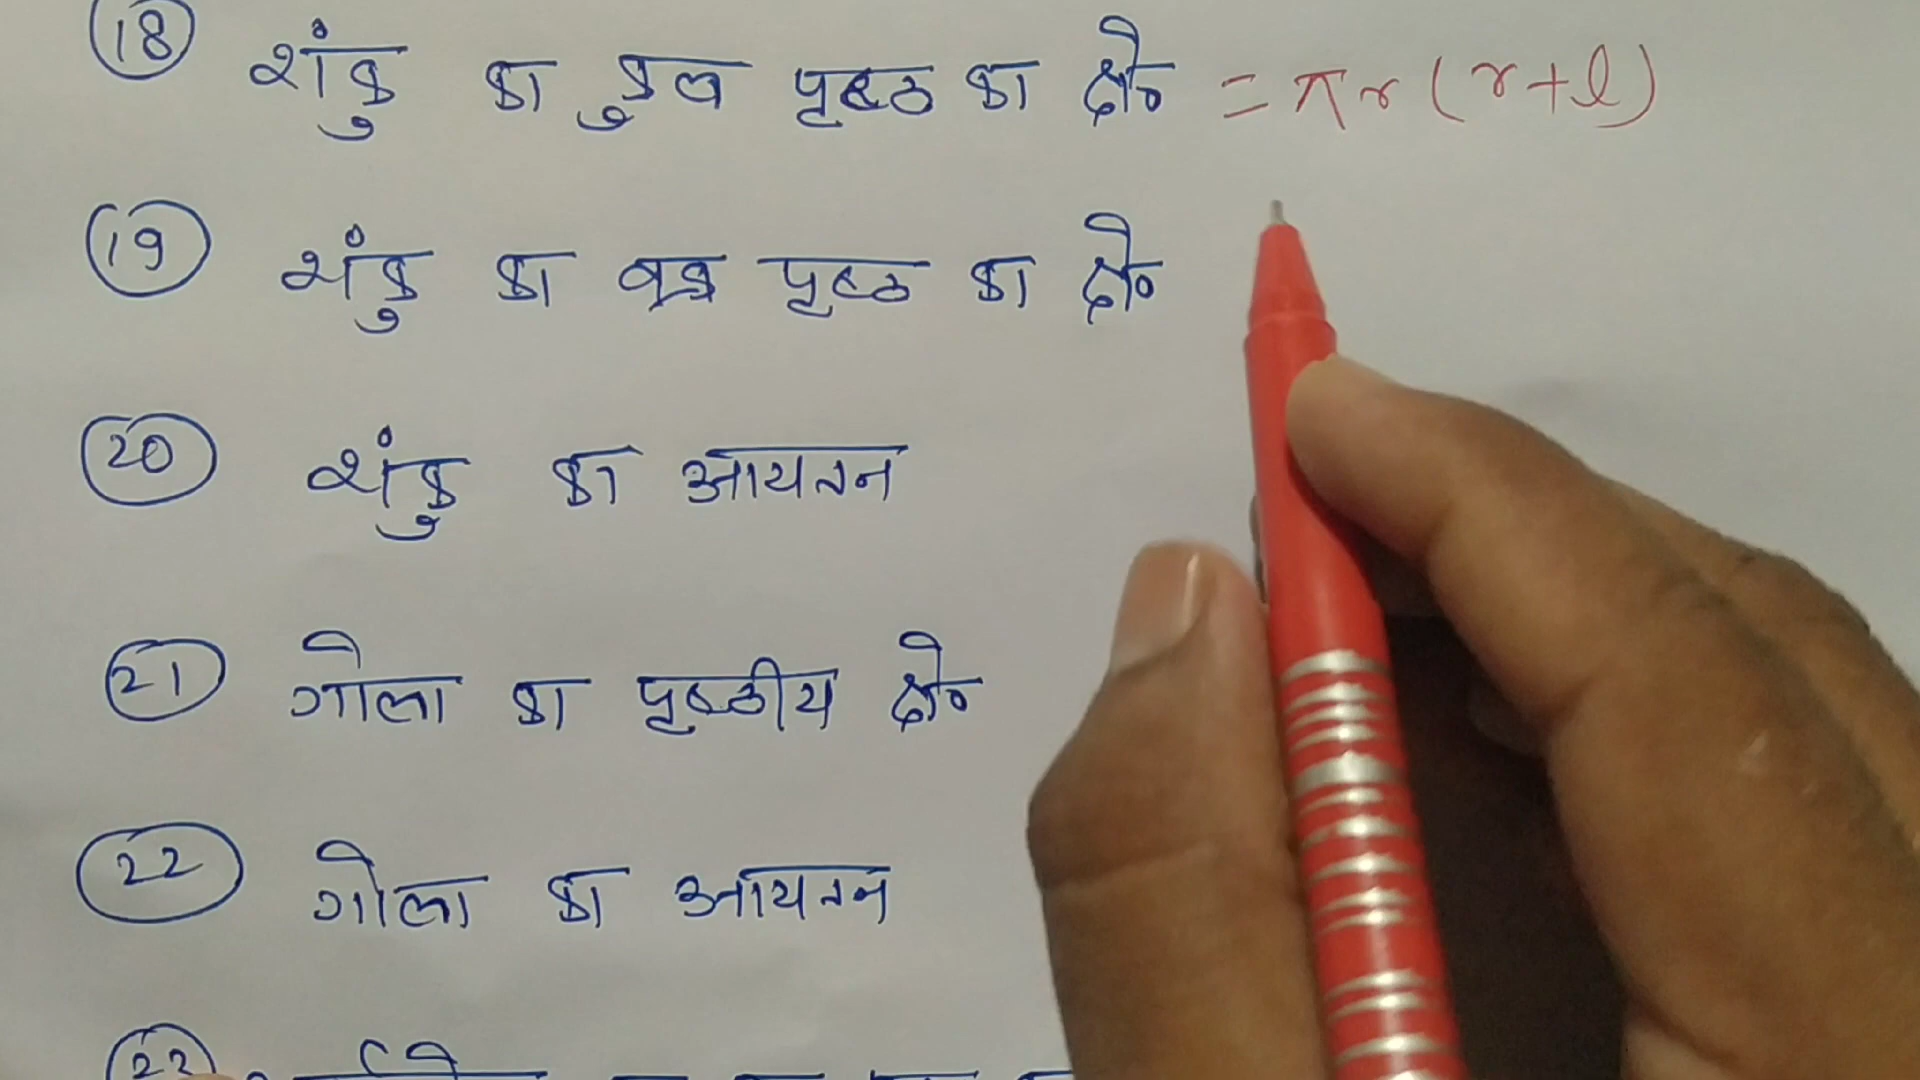 (18) शंकु का कुल पृष्ठ का क्षे० = πr(r+l)
(19) शंकु का वक्र पृष्ठ का क्षे०
(20) शंकु का आयतन
(21) गोला का पृष्ठीय क्षे०
(22) गोला का आयतन